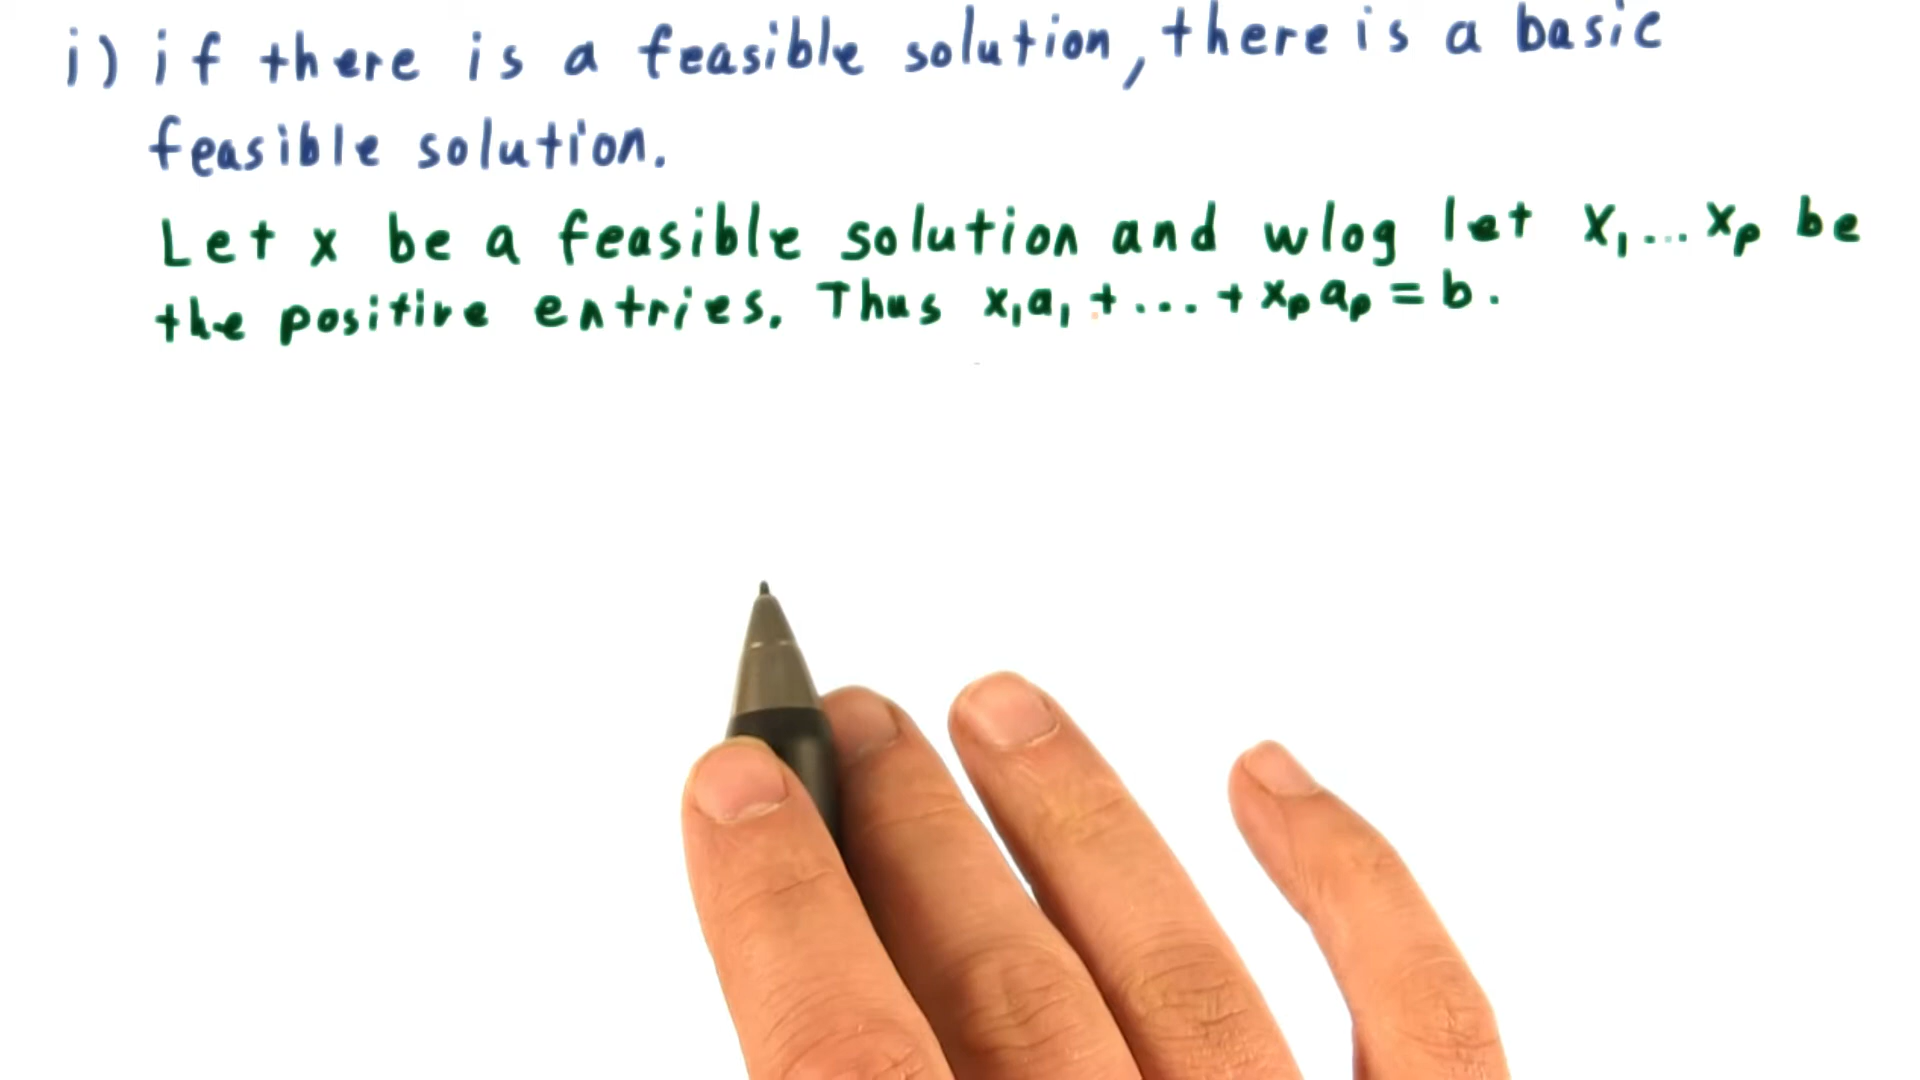 i) if there is a feasible solution, there is a basic
feasible solution.
Let x be a feasible solution and wlog let x₁ ... xₚ be
the positive entries. Thus x₁a₁ + ... + xₚaₚ = b.